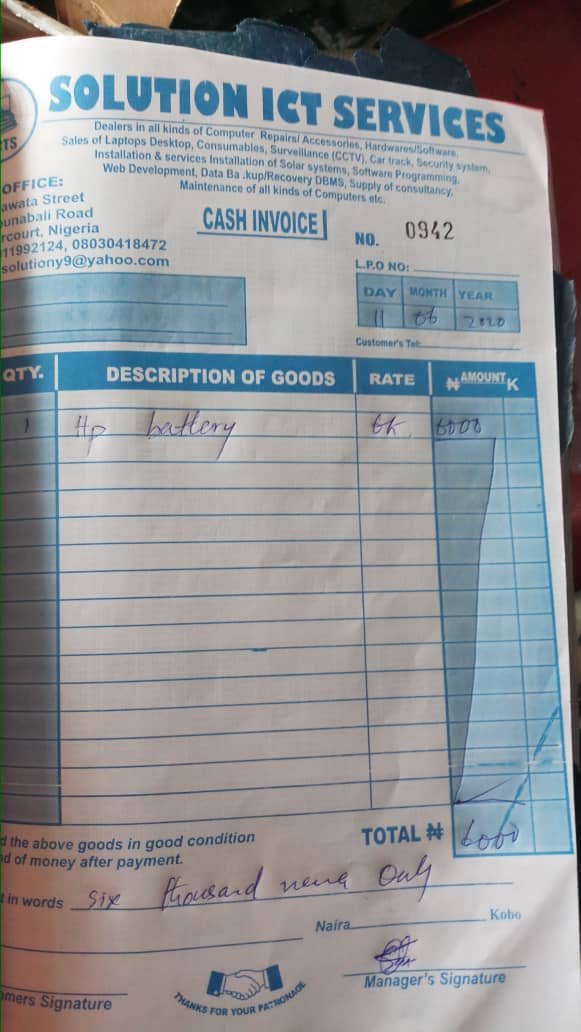 TS
SOLUTION ICT SERVICES
Dealers in all kinds of Computer Repairs/ Accessories, Hardwares/Software,
Sales of Laptops Desktop, Consumables, Surveillance (CCTV), Car track, Security system,
Installation & services Installation of Solar systems, Software Programming,
Web Development, Data Ba .kup/Recovery DBMS, Supply of consultancy,
Maintenance of all kinds of Computers etc.
OFFICE:
awata Street
unabali Road
rcourt, Nigeria
11992124, 08030418472
solutiony9@yahoo.com
CASH INVOICE
NO. 0942
L.P.O NO:
DAY MONTH YEAR
11 06 2020
Customer's Tel:
QTY. DESCRIPTION OF GOODS RATE ₦ AMOUNT K
1 Hp battery 6K 6000
d the above goods in good condition
nd of money after payment.
TOTAL ₦ 6000
t in words Six thousand Only
Naira Kobo
mers Signature
THANKS FOR YOUR PATRONAGE
Manager's Signature